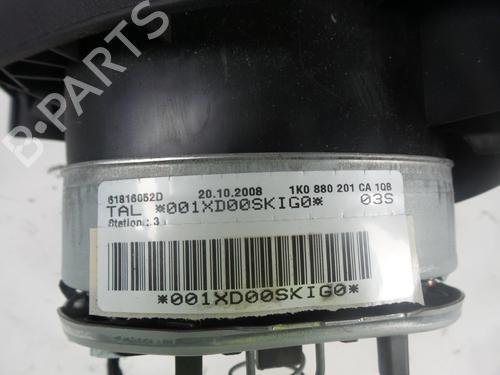 B-PARTS
61816052D 20.10.2008 1K0 880 201 CA 1QB
TAL *001XD00SKIG0* 03S
Station: 3
*001XD00SKIG0*